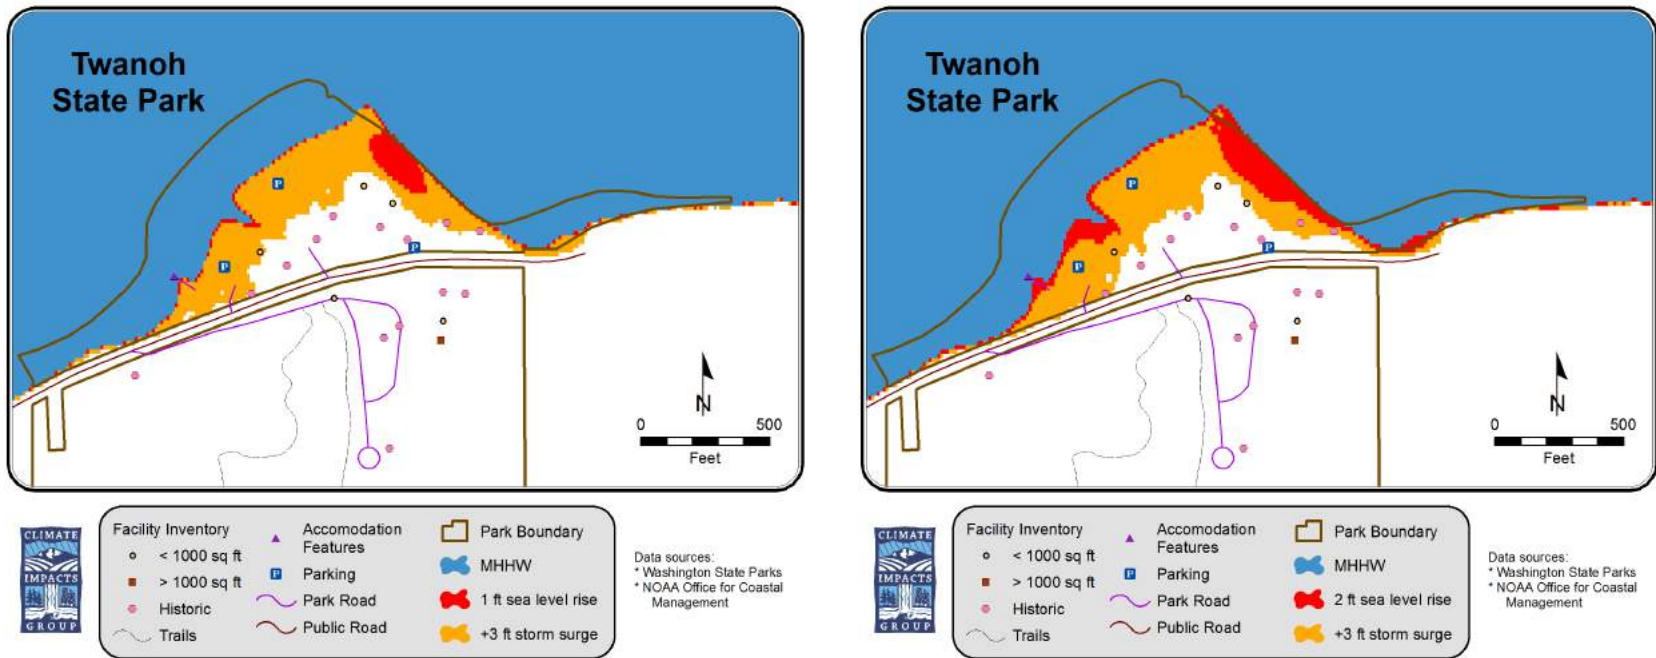 Twanoh
State Park
P
P
P
N
0 500
Feet
CLIMATE
IMPACTS
GROUP
Facility Inventory
< 1000 sq ft
> 1000 sq ft
Historic
Trails
Accomodation
Features
P Parking
Park Road
Public Road
Park Boundary
MHHW
1 ft sea level rise
+3 ft storm surge
Data sources:
* Washington State Parks
* NOAA Office for Coastal
Management
Twanoh
State Park
P
P
P
N
0 500
Feet
CLIMATE
IMPACTS
GROUP
Facility Inventory
< 1000 sq ft
> 1000 sq ft
Historic
Trails
Accomodation
Features
P Parking
Park Road
Public Road
Park Boundary
MHHW
2 ft sea level rise
+3 ft storm surge
Data sources:
* Washington State Parks
* NOAA Office for Coastal
Management